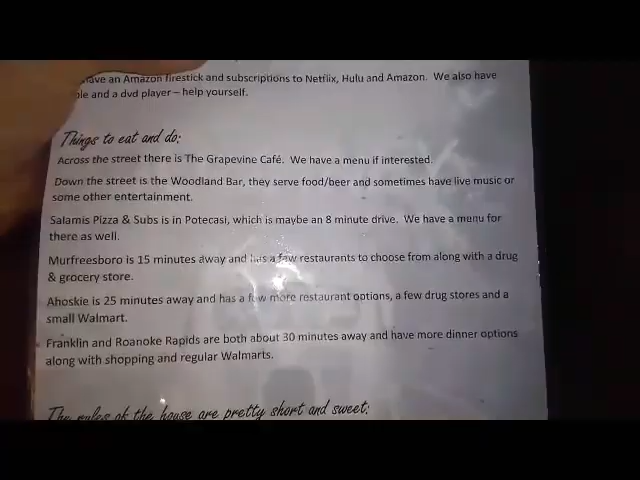 have an Amazon firestick and subscriptions to Netflix, Hulu and Amazon. We also have
and a dvd player – help yourself.
Things to eat and do:
Across the street there is The Grapevine Café. We have a menu if interested.
Down the street is the Woodland Bar, they serve food/beer and sometimes have live music or
some other entertainment.
Salamis Pizza & Subs is in Potecasi, which is maybe an 8 minute drive. We have a menu for
there as well.
Murfreesboro is 15 minutes away and has a few restaurants to choose from along with a drug
& grocery store.
Ahoskie is 25 minutes away and has a few more restaurant options, a few drug stores and a
small Walmart.
Franklin and Roanoke Rapids are both about 30 minutes away and have more dinner options
along with shopping and regular Walmarts.
The rules of the house are pretty short and sweet: